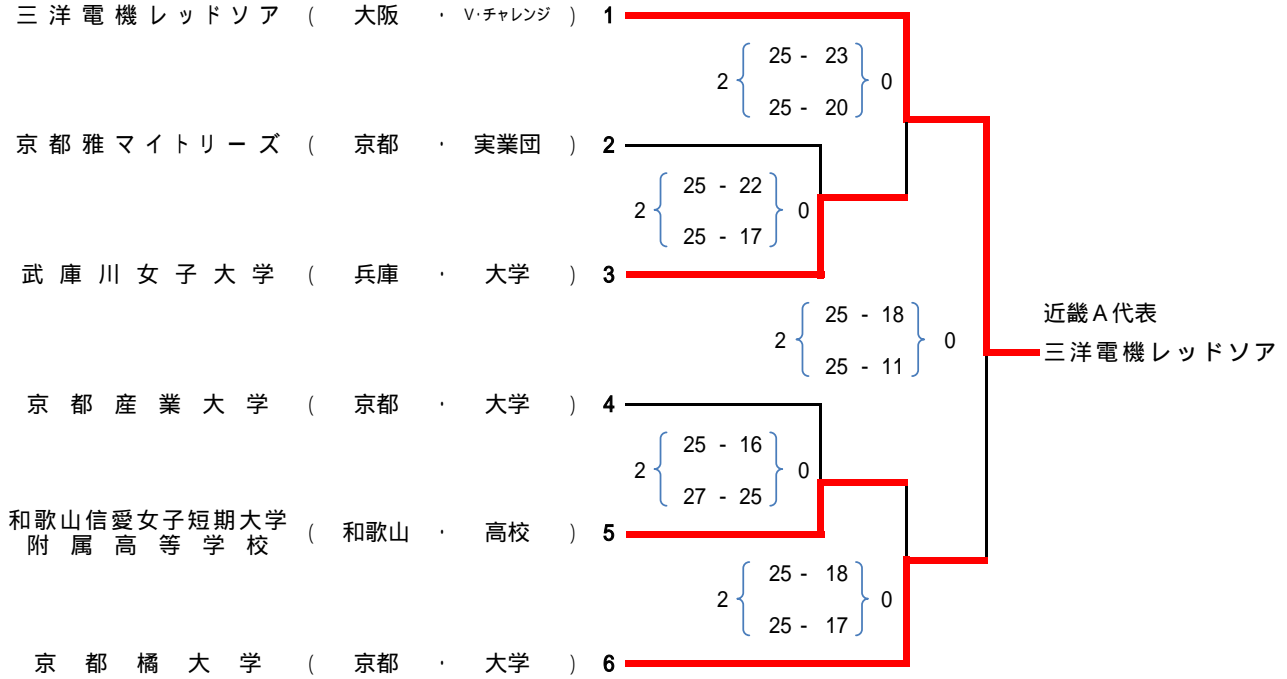 三洋電機レッドソア ( 大阪 ・ V・チャレンジ ) 1
25 - 23
2 0
25 - 20
京都雅マイトリーズ ( 京都 ・ 実業団 ) 2
25 - 22
2 0
25 - 17
武庫川女子大学 ( 兵庫 ・ 大学 ) 3
25 - 18
2 0
25 - 11
近畿A代表
三洋電機レッドソア
京都産業大学 ( 京都 ・ 大学 ) 4
25 - 16
2 0
27 - 25
和歌山信愛女子短期大学
附属高等学校 ( 和歌山 ・ 高校 ) 5
25 - 18
2 0
25 - 17
京都橘大学 ( 京都 ・ 大学 ) 6